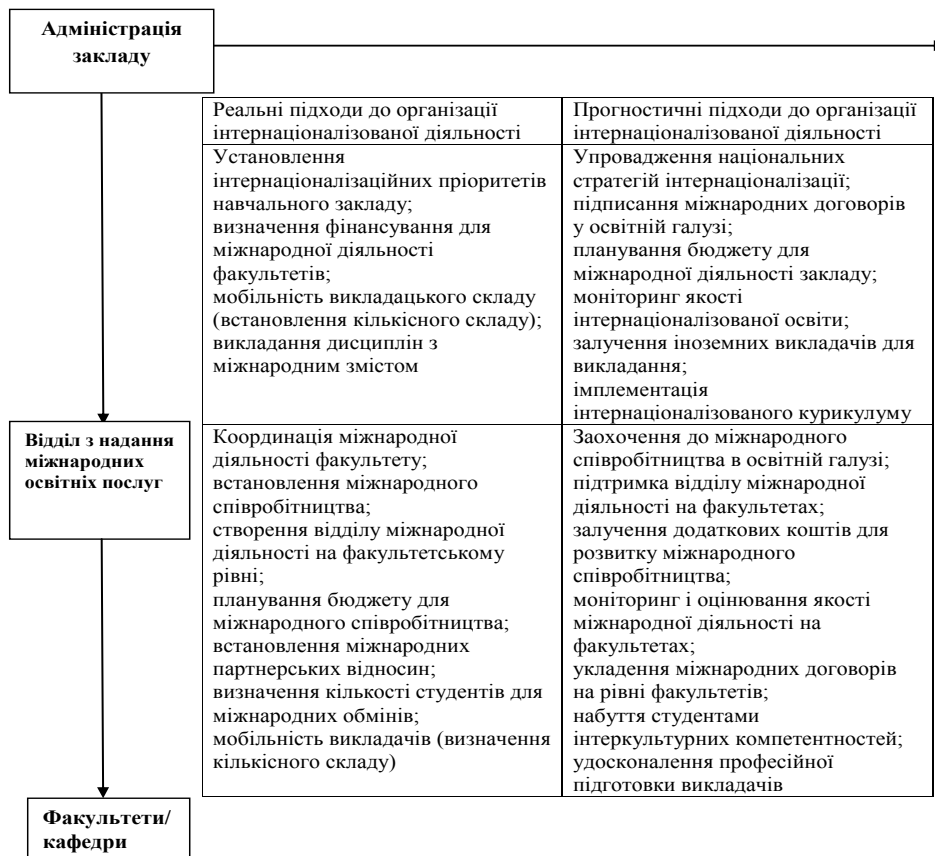 Адміністрація
закладу
Реальні підходи до організації
інтернаціоналізованої діяльності
Прогностичні підходи до організації
інтернаціоналізованої діяльності
Установлення
інтернаціоналізаційних пріоритетів
навчального закладу;
визначення фінансування для
міжнародної діяльності
факультетів;
мобільність викладацького складу
(встановлення кількісного складу);
викладання дисциплін з
міжнародним змістом
Упровадження національних
стратегій інтернаціоналізації;
підписання міжнародних договорів
у освітній галузі;
планування бюджету для
міжнародної діяльності закладу;
моніторинг якості
інтернаціоналізованої освіти;
залучення іноземних викладачів для
викладання;
імплементація
інтернаціоналізованого курикулуму
Відділ з надання
міжнародних
освітніх послуг
Координація міжнародної
діяльності факультету;
встановлення міжнародного
співробітництва;
створення відділу міжнародної
діяльності на факультетському
рівні;
планування бюджету для
міжнародного співробітництва;
встановлення міжнародних
партнерських відносин;
визначення кількості студентів для
міжнародних обмінів;
мобільність викладачів (визначення
кількісного складу)
Заохочення до міжнародного
співробітництва в освітній галузі;
підтримка відділу міжнародної
діяльності на факультетах;
залучення додаткових коштів для
розвитку міжнародного
співробітництва;
моніторинг і оцінювання якості
міжнародної діяльності на
факультетах;
укладення міжнародних договорів
на рівні факультетів;
набуття студентами
інтеркультурних компетентностей;
удосконалення професійної
підготовки викладачів
Факультети/
кафедри